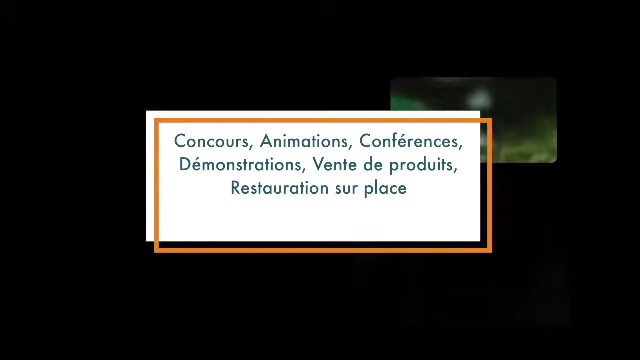 Concours, Animations, Conférences,
Démonstrations, Vente de produits,
Restauration sur place